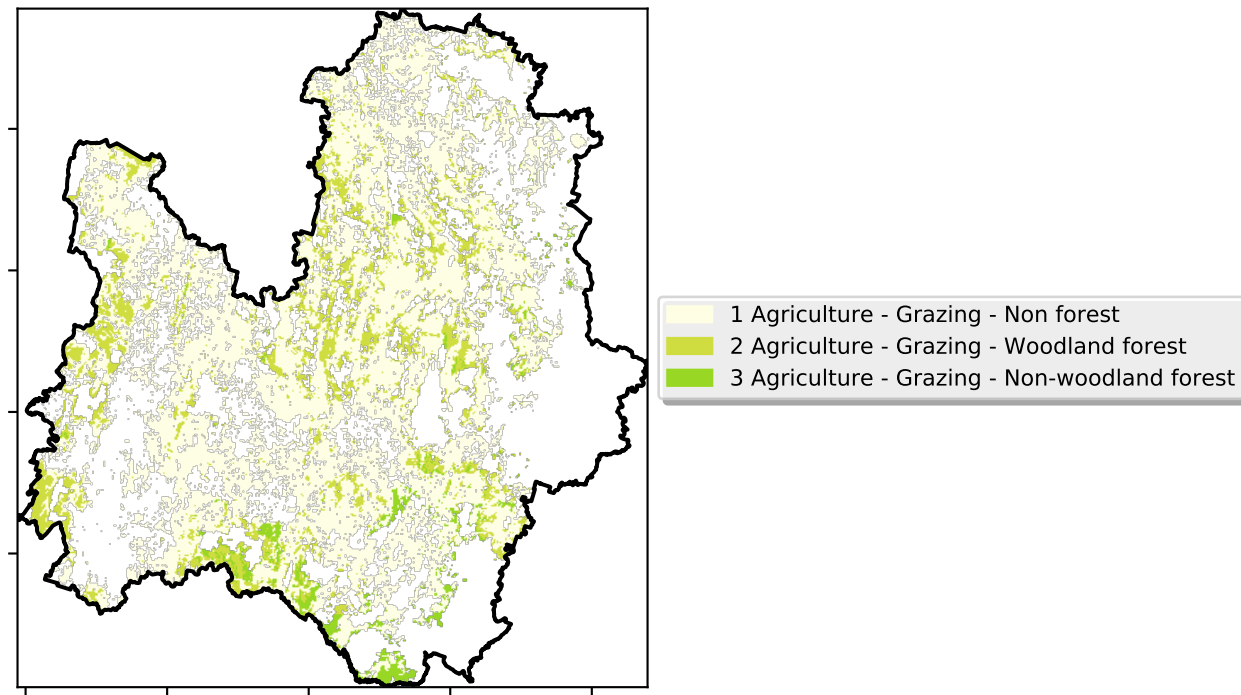 1 Agriculture - Grazing - Non forest
2 Agriculture - Grazing - Woodland forest
3 Agriculture - Grazing - Non-woodland forest